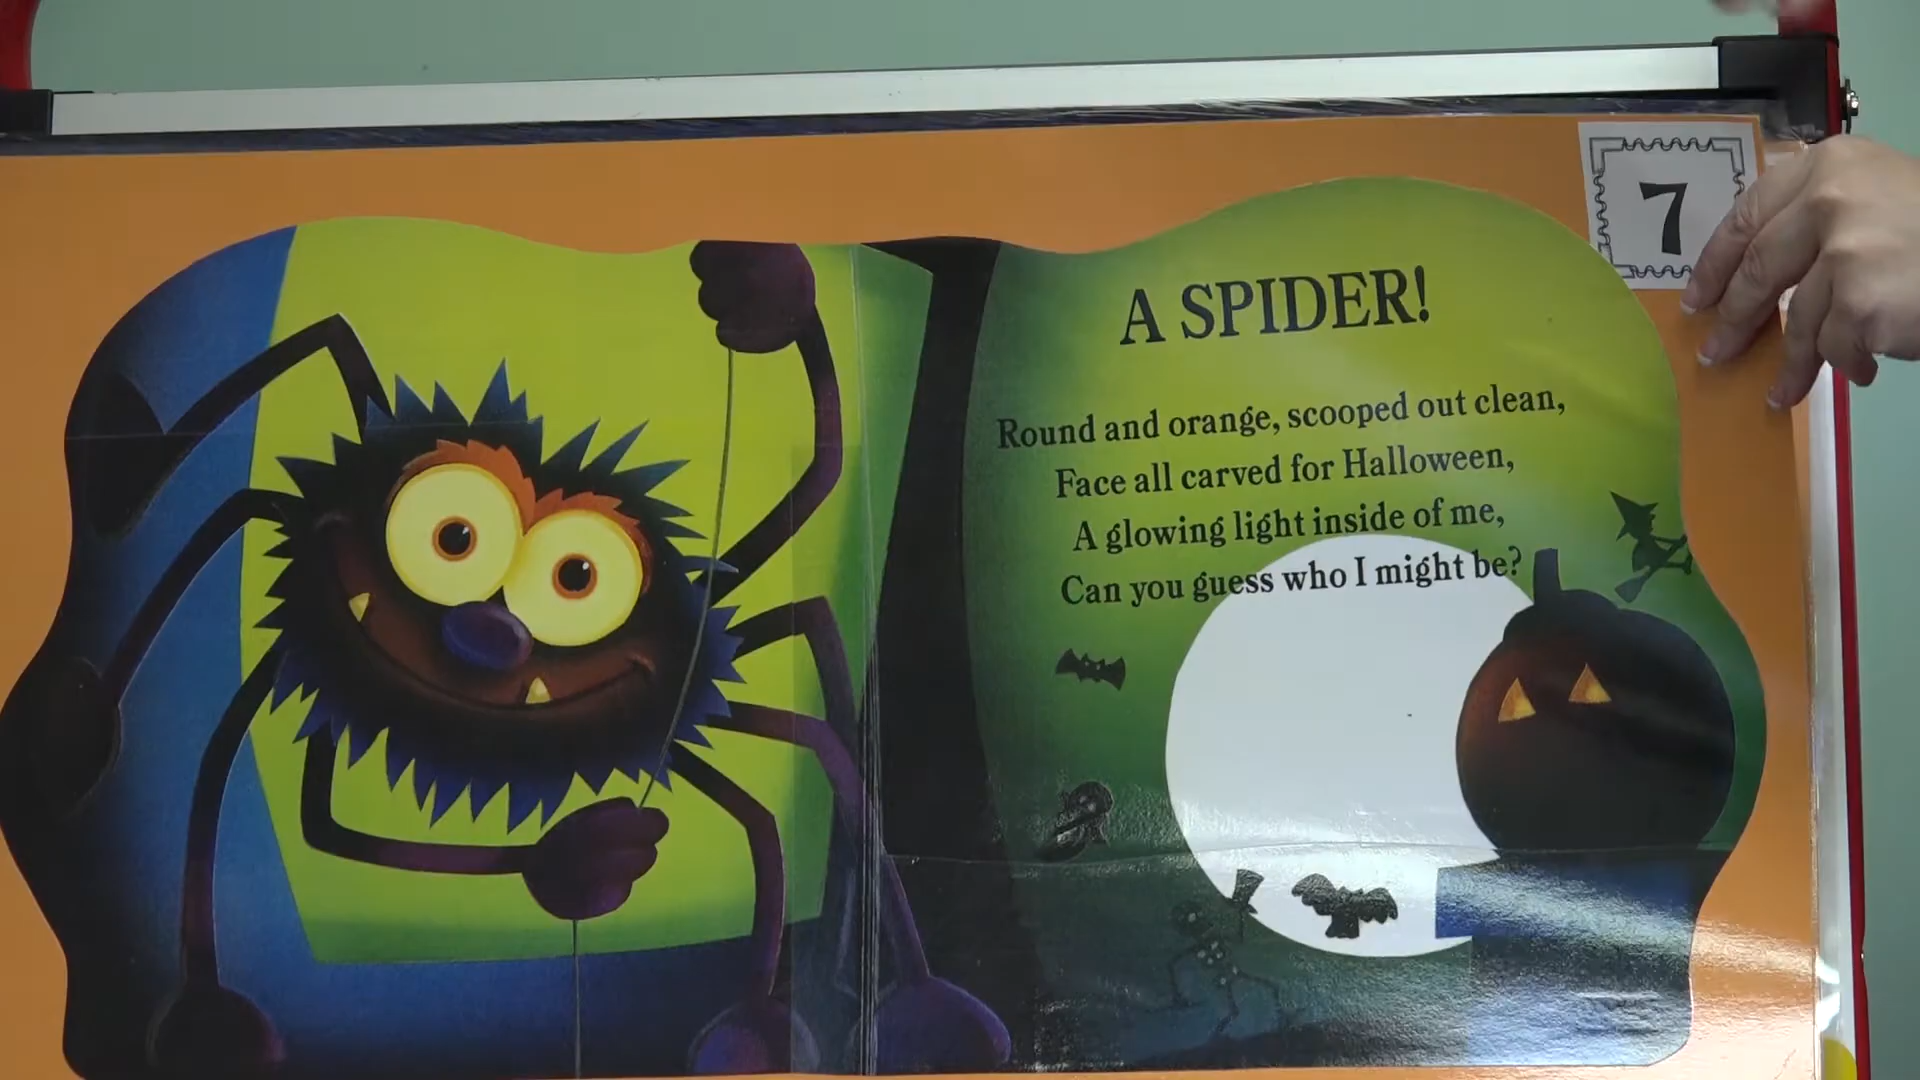 7
A SPIDER!
Round and orange, scooped out clean,
Face all carved for Halloween,
A glowing light inside of me,
Can you guess who I might be?